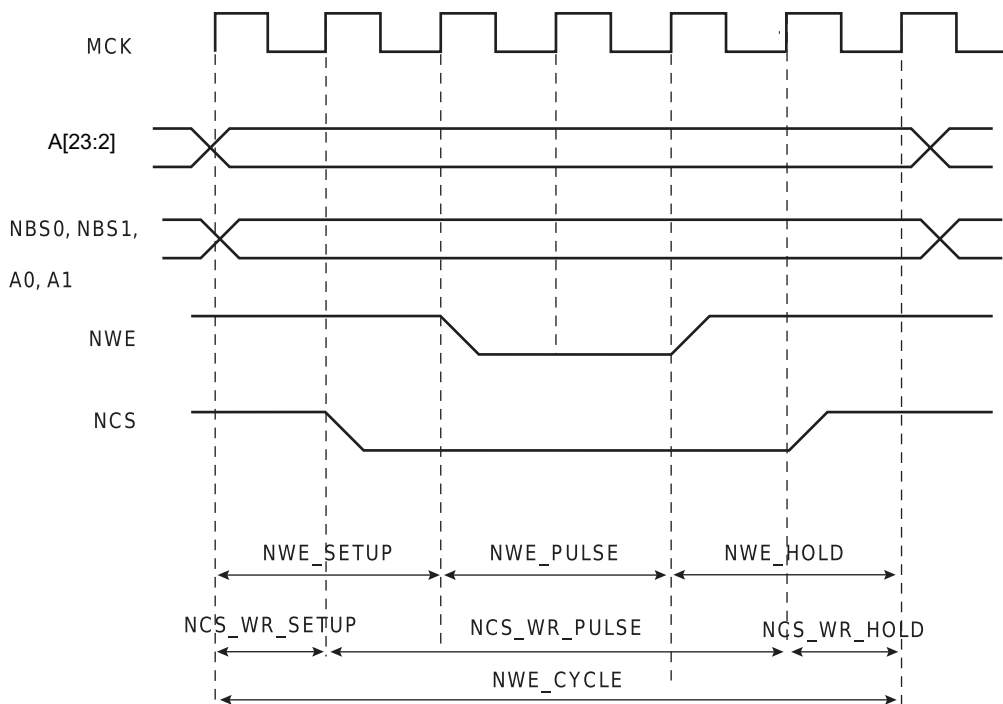 MCK
A[23:2]
NBS0, NBS1,
A0, A1
NWE
NCS
NWE_SETUP
NWE_PULSE
NWE_HOLD
NCS_WR_SETUP
NCS_WR_PULSE
NCS_WR_HOLD
NWE_CYCLE